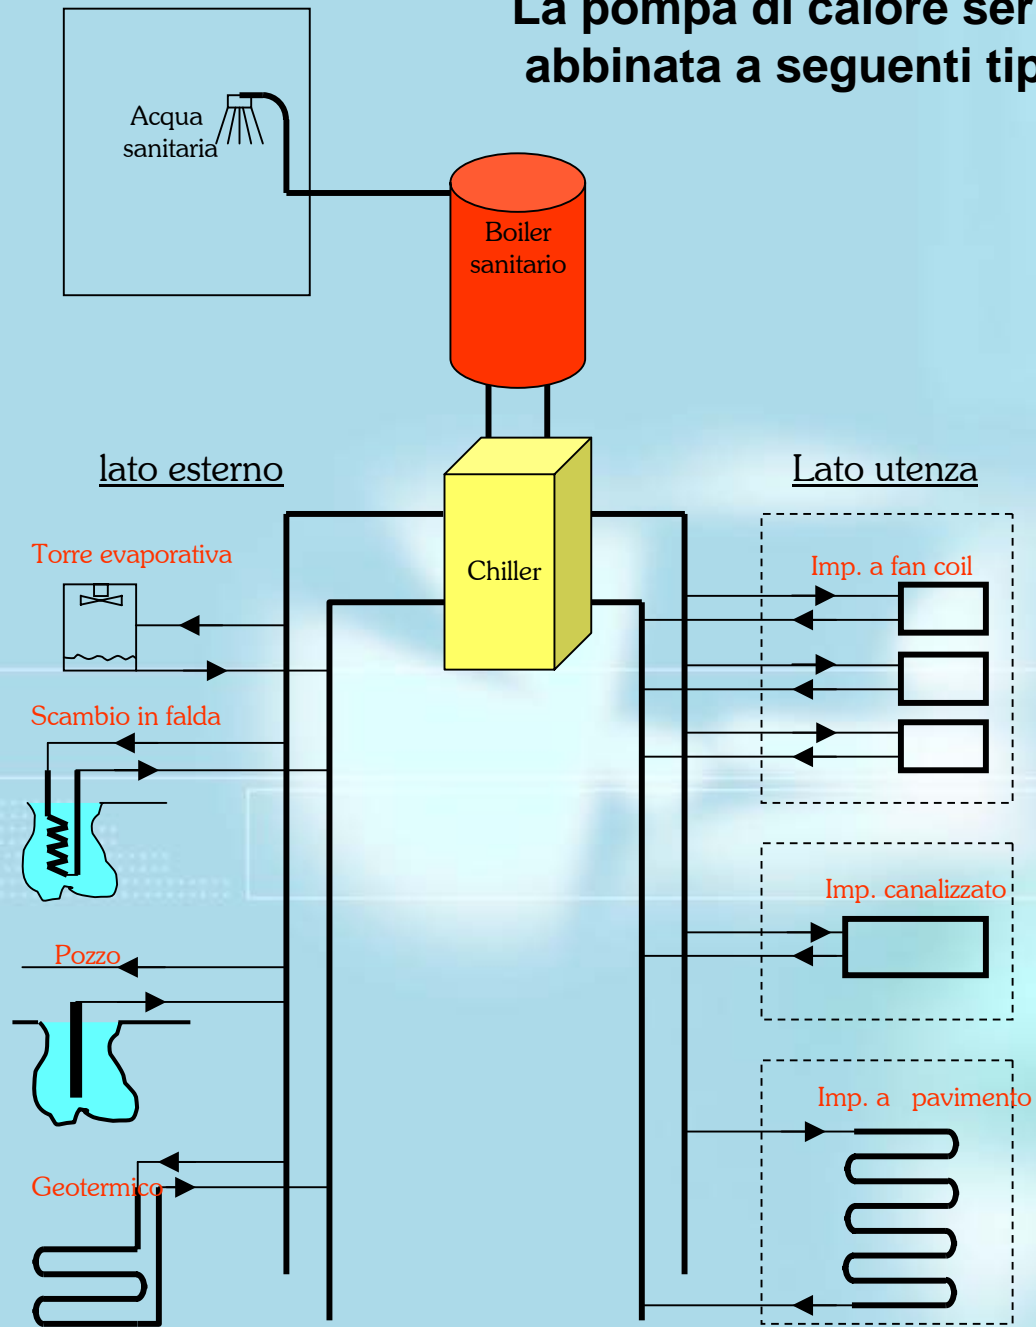 La pompa di calore ser
abbinata a seguenti tip
Acqua
sanitaria
Boiler
sanitario
lato esterno
Lato utenza
Torre evaporativa
Chiller
Imp. a fan coil
Scambio in falda
Imp. canalizzato
Pozzo
Imp. a pavimento
Geotermico